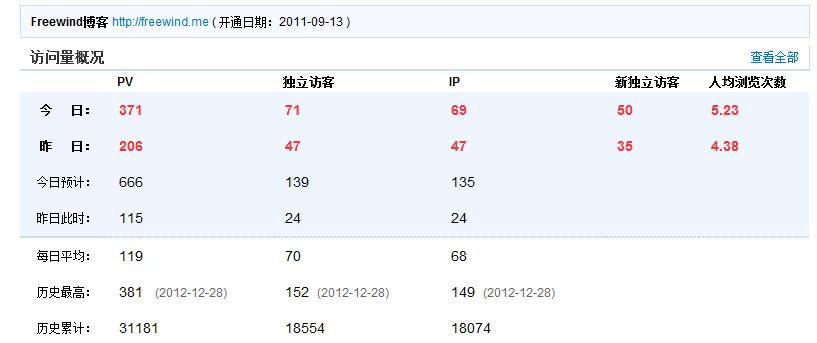 Freewind博客 http://freewind.me ( 开通日期：2011-09-13 )
访问量概况 查看全部
PV 独立访客 IP 新独立访客 人均浏览次数
今 日： 371 71 69 50 5.23
昨 日： 206 47 47 35 4.38
今日预计： 666 139 135
昨日此时： 115 24 24
每日平均： 119 70 68
历史最高： 381 (2012-12-28) 152 (2012-12-28) 149 (2012-12-28)
历史累计： 31181 18554 18074